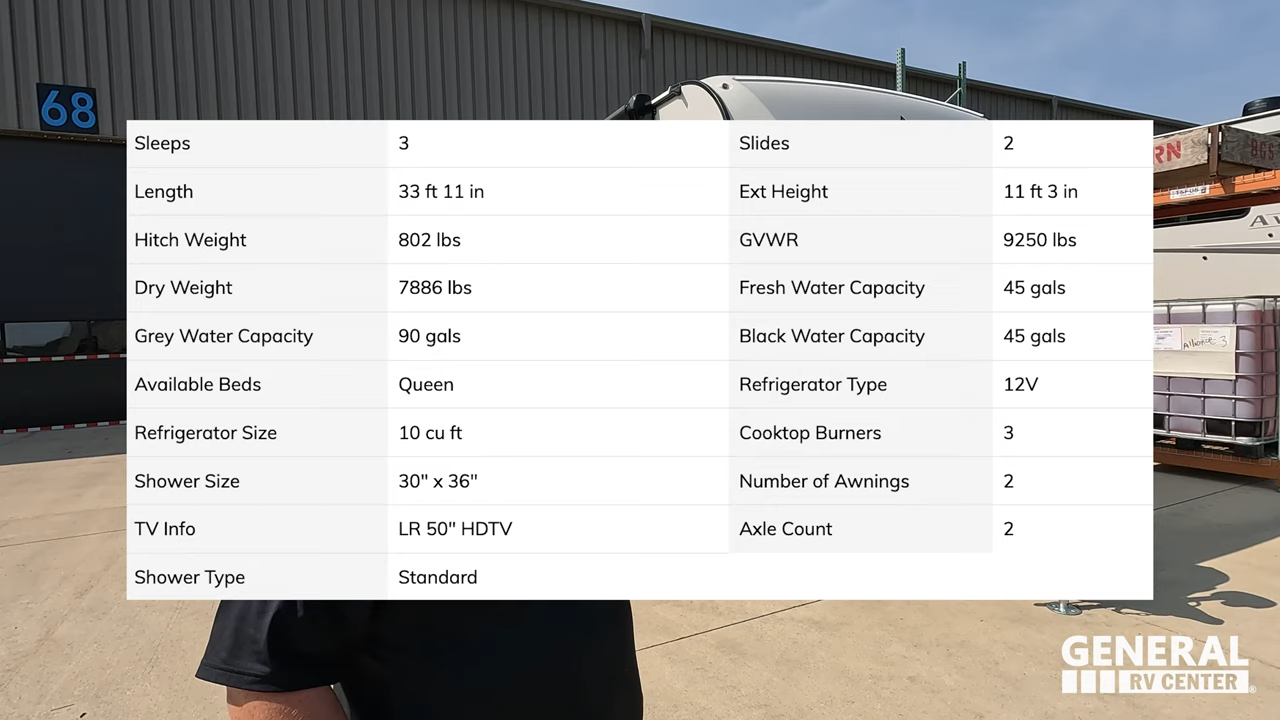 68
Sleeps 3 Slides 2
Length 33 ft 11 in Ext Height 11 ft 3 in
Hitch Weight 802 lbs GVWR 9250 lbs
Dry Weight 7886 lbs Fresh Water Capacity 45 gals
Grey Water Capacity 90 gals Black Water Capacity 45 gals
Available Beds Queen Refrigerator Type 12V
Refrigerator Size 10 cu ft Cooktop Burners 3
Shower Size 30" x 36" Number of Awnings 2
TV Info LR 50" HDTV Axle Count 2
Shower Type Standard
RN
BGS
Alliance 3
GENERAL
RV CENTER®